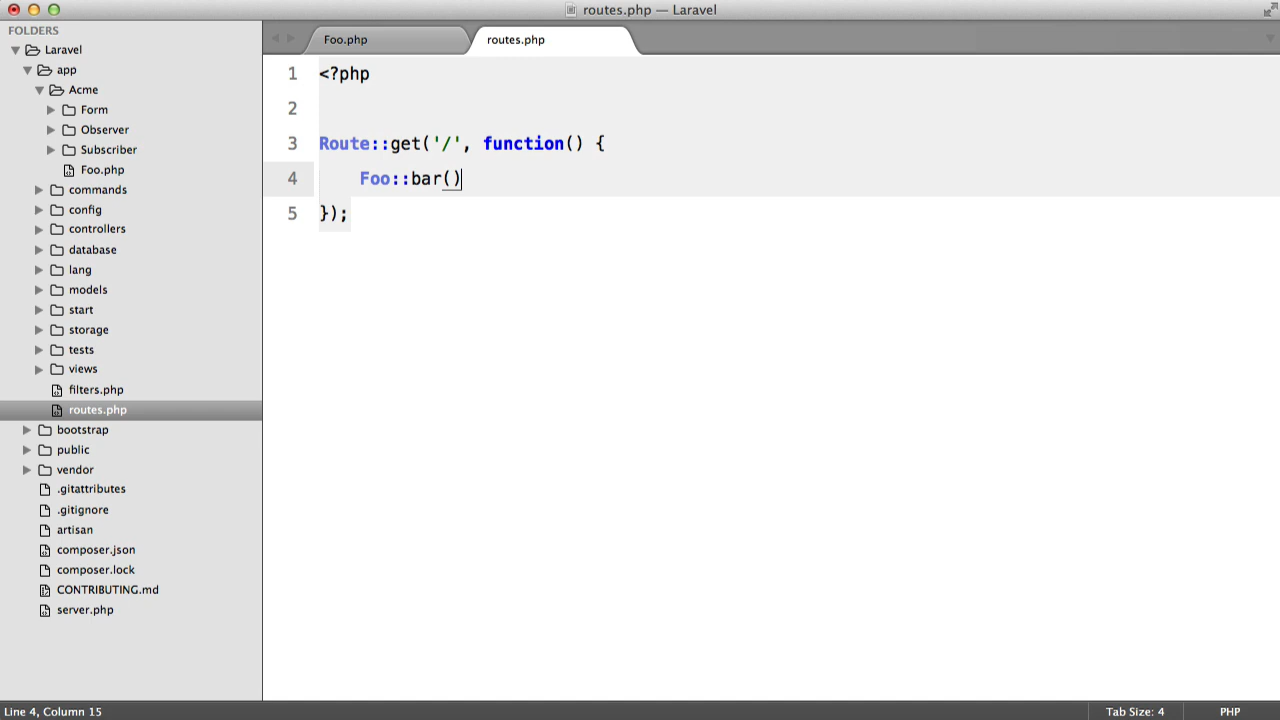 routes.php — Laravel
FOLDERS
Laravel
app
Acme
Form
Observer
Subscriber
Foo.php
commands
config
controllers
database
lang
models
start
storage
tests
views
filters.php
routes.php
bootstrap
public
vendor
.gitattributes
.gitignore
artisan
composer.json
composer.lock
CONTRIBUTING.md
server.php
Foo.php
routes.php
1 <?php
2
3 Route::get('/', function() {
4     Foo::bar()
5 });
Line 4, Column 15
Tab Size: 4
PHP